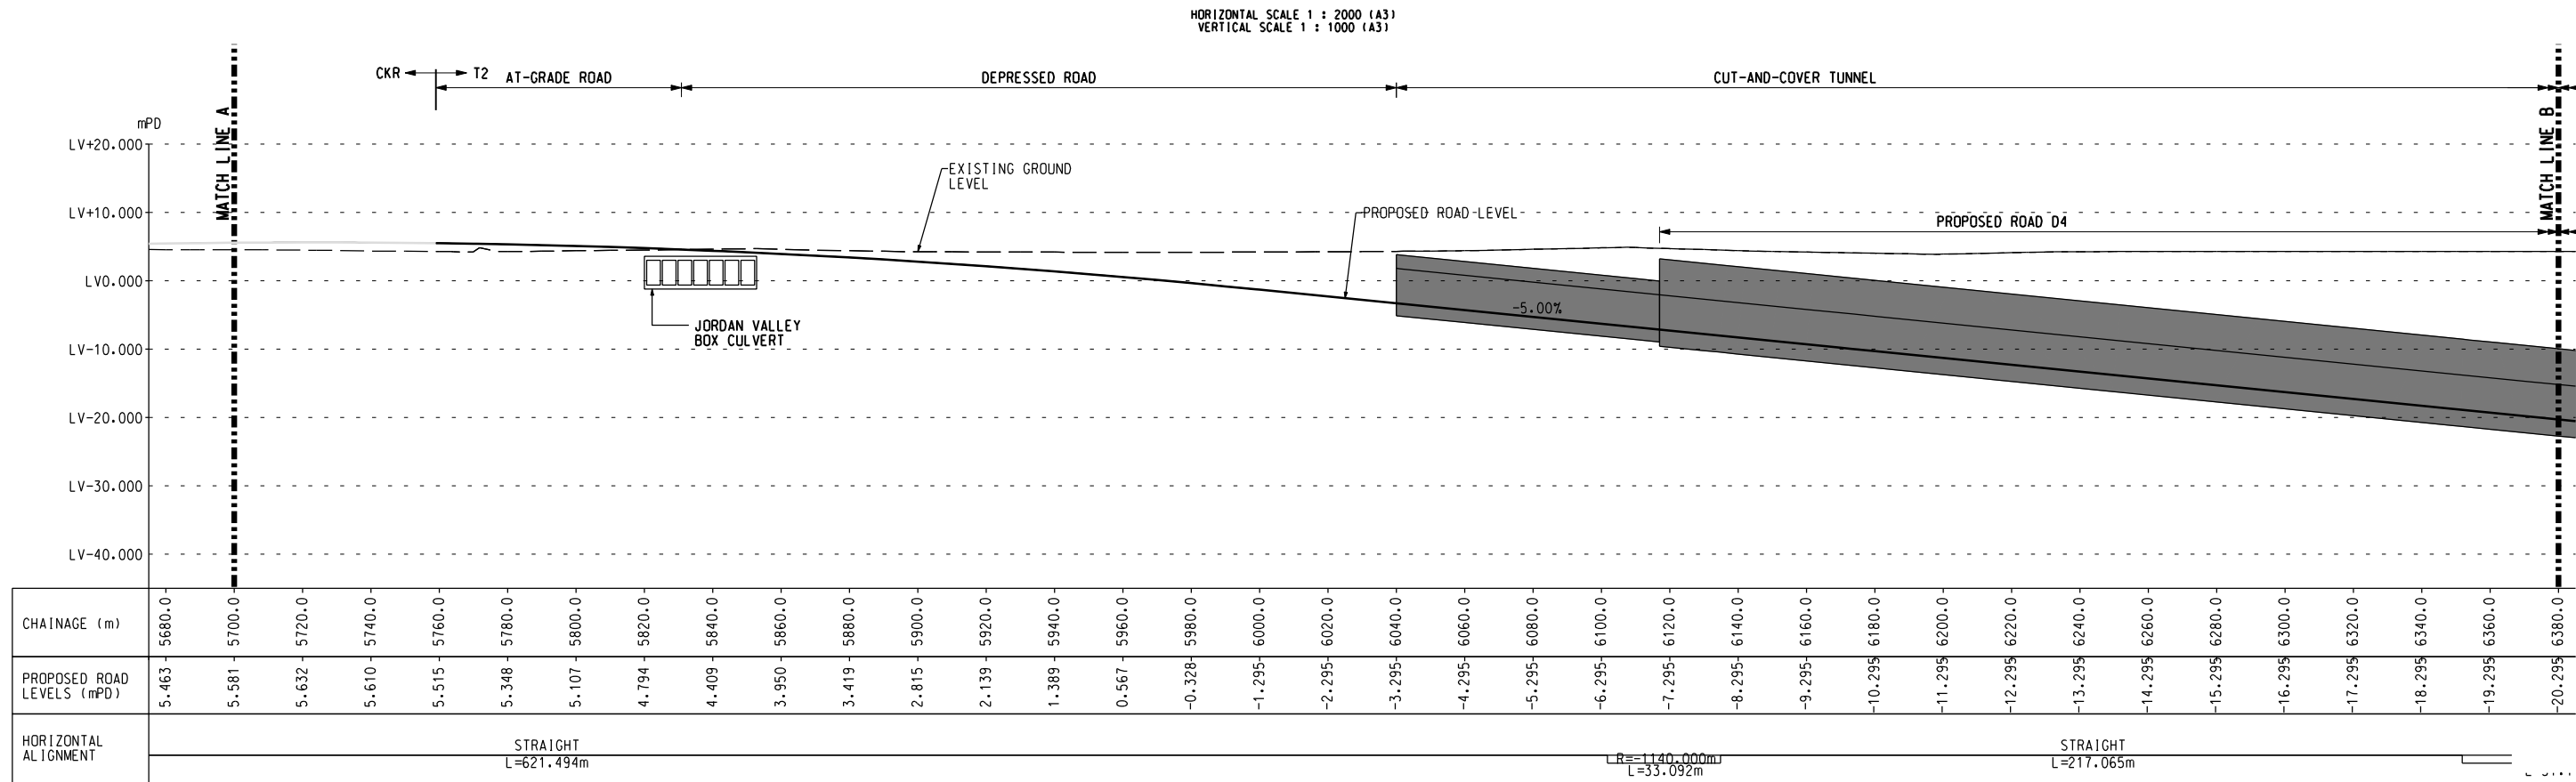 HORIZONTAL SCALE 1 : 2000 (A3)
VERTICAL SCALE 1 : 1000 (A3)
CKR
T2
AT-GRADE ROAD
DEPRESSED ROAD
CUT-AND-COVER TUNNEL
MATCH LINE A
MATCH LINE B
mPD
LV+20.000
LV+10.000
LV0.000
LV-10.000
LV-20.000
LV-30.000
LV-40.000
EXISTING GROUND
LEVEL
PROPOSED ROAD LEVEL
PROPOSED ROAD D4
-5.00%
JORDAN VALLEY
BOX CULVERT
CHAINAGE (m)
5680.0 5700.0 5720.0 5740.0 5760.0 5780.0 5800.0 5820.0 5840.0 5860.0 5880.0 5900.0 5920.0 5940.0 5960.0 5980.0 6000.0 6020.0 6040.0 6060.0 6080.0 6100.0 6120.0 6140.0 6160.0 6180.0 6200.0 6220.0 6240.0 6260.0 6280.0 6300.0 6320.0 6340.0 6360.0 6380.0
PROPOSED ROAD
LEVELS (mPD)
5.463 5.581 5.632 5.610 5.515 5.348 5.107 4.794 4.409 3.950 3.419 2.815 2.139 1.389 0.567 -0.328 -1.295 -2.295 -3.295 -4.295 -5.295 -6.295 -7.295 -8.295 -9.295 -10.295 -11.295 -12.295 -13.295 -14.295 -15.295 -16.295 -17.295 -18.295 -19.295 -20.295
HORIZONTAL
ALIGNMENT
STRAIGHT
L=621.494m
R=-1140.000m
L=33.092m
STRAIGHT
L=217.065m